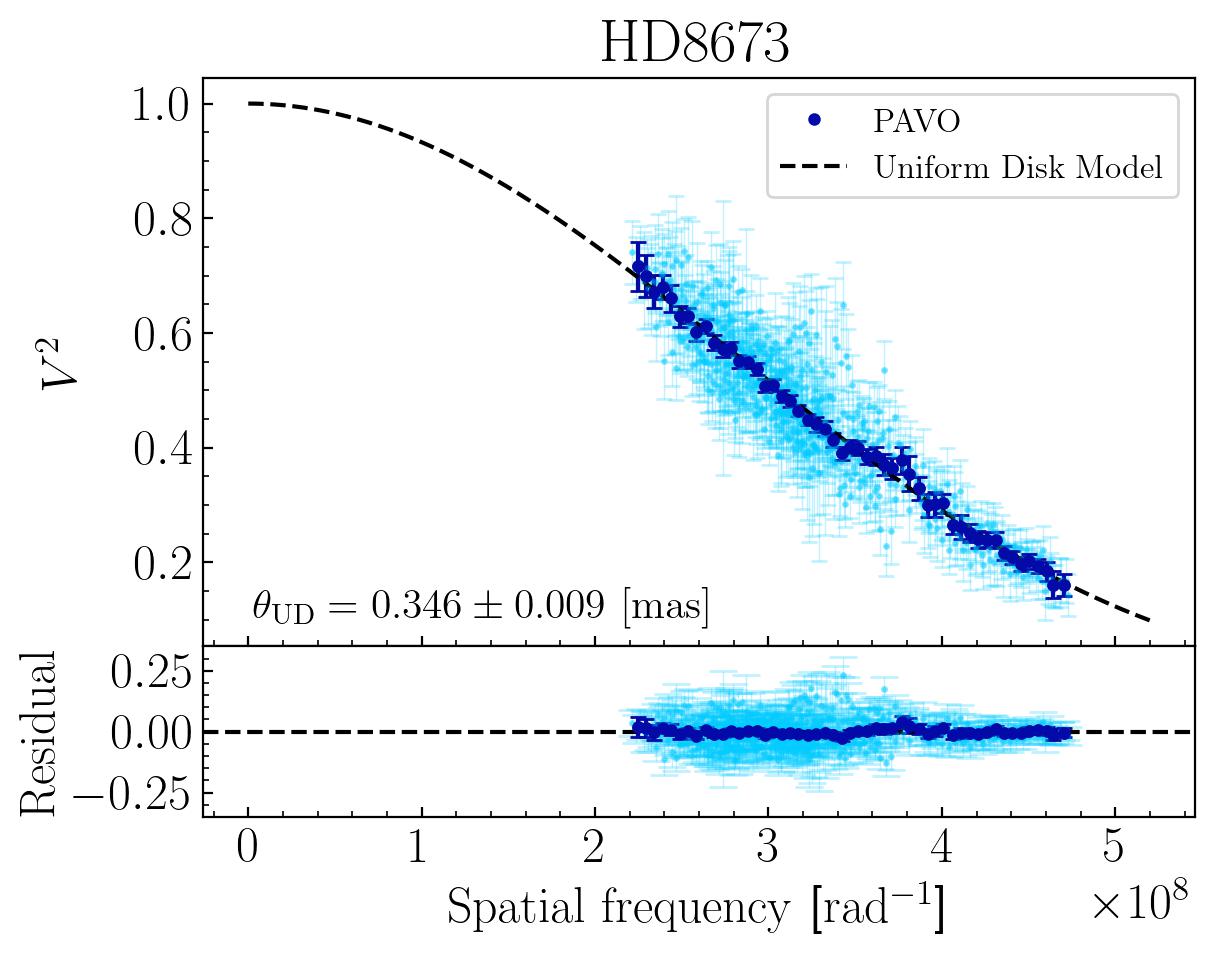 HD8673
1.0
0.8
0.6
0.4
0.2
V²
PAVO
Uniform Disk Model
θ_UD = 0.346 ± 0.009 [mas]
0.25
0.00
−0.25
Residual
0 1 2 3 4 5
×10⁸
Spatial frequency [rad⁻¹]